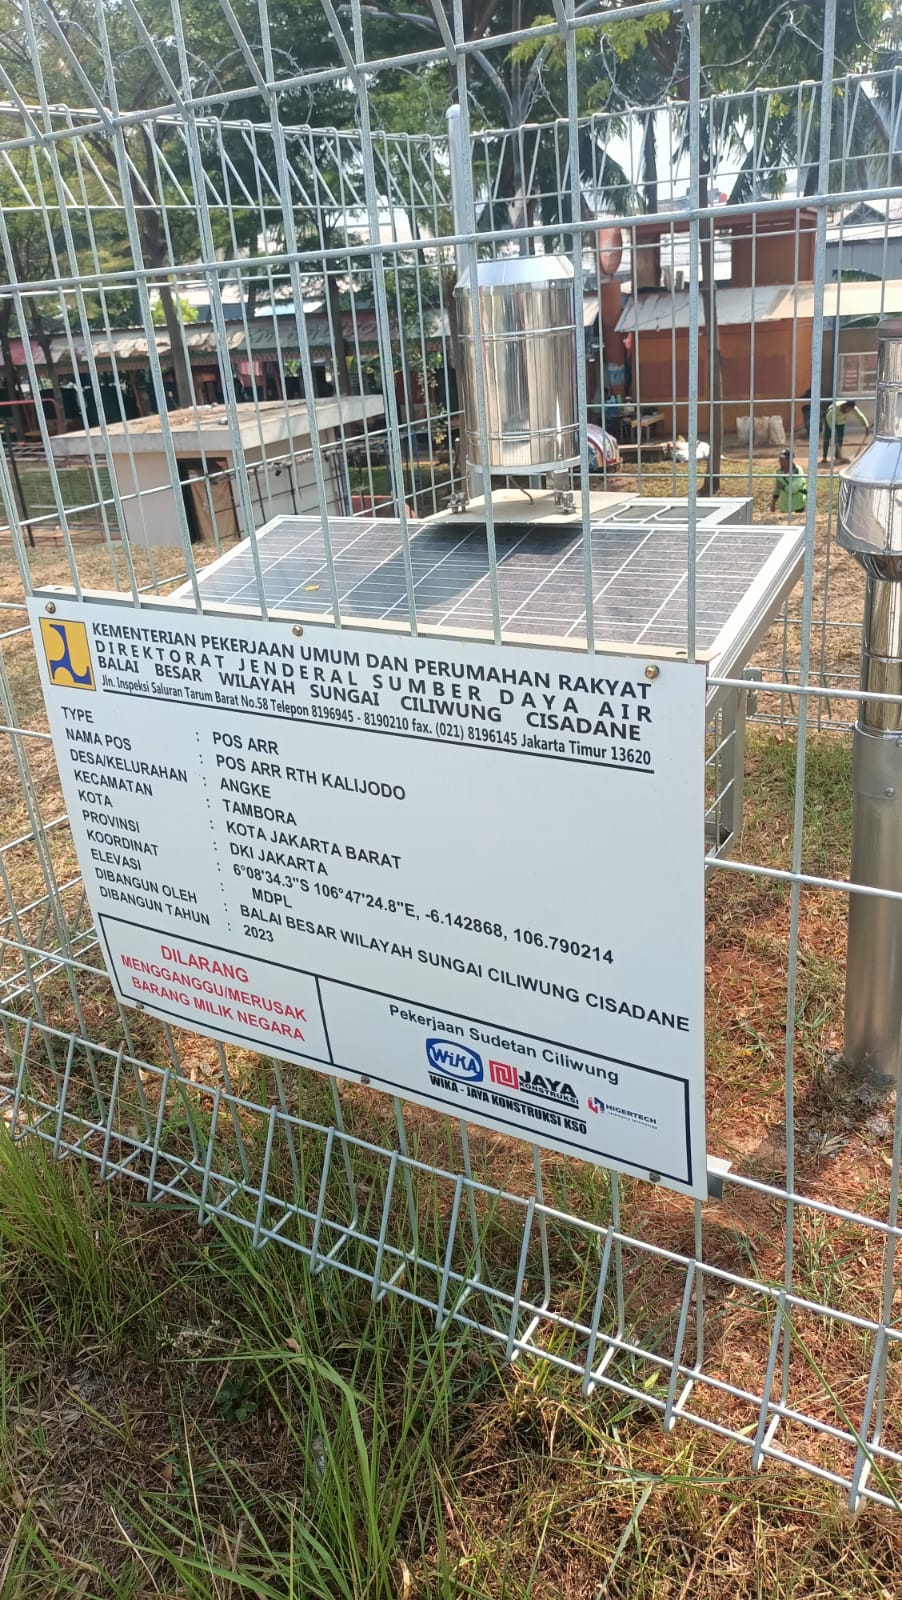 KEMENTERIAN PEKERJAAN UMUM DAN PERUMAHAN RAKYAT
DIREKTORAT JENDERAL SUMBER DAYA AIR
BALAI BESAR WILAYAH SUNGAI CILIWUNG CISADANE
Jln. Inspeksi Saluran Tarum Barat No.58 Telepon 8196945 - 8190210 fax. (021) 8196145 Jakarta Timur 13620
TYPE : POS ARR
NAMA POS : POS ARR RTH KALIJODO
DESA/KELURAHAN : ANGKE
KECAMATAN : TAMBORA
KOTA : KOTA JAKARTA BARAT
PROVINSI : DKI JAKARTA
KOORDINAT : 6°08'34.3"S 106°47'24.8"E, -6.142868, 106.790214
ELEVASI : MDPL
DIBANGUN OLEH : BALAI BESAR WILAYAH SUNGAI CILIWUNG CISADANE
DIBANGUN TAHUN : 2023
DILARANG
MENGGANGGU/MERUSAK
BARANG MILIK NEGARA
Pekerjaan Sudetan Ciliwung
WIKA
JAYA
KONSTRUKSI
HIGERTECH
WIKA - JAYA KONSTRUKSI KSO